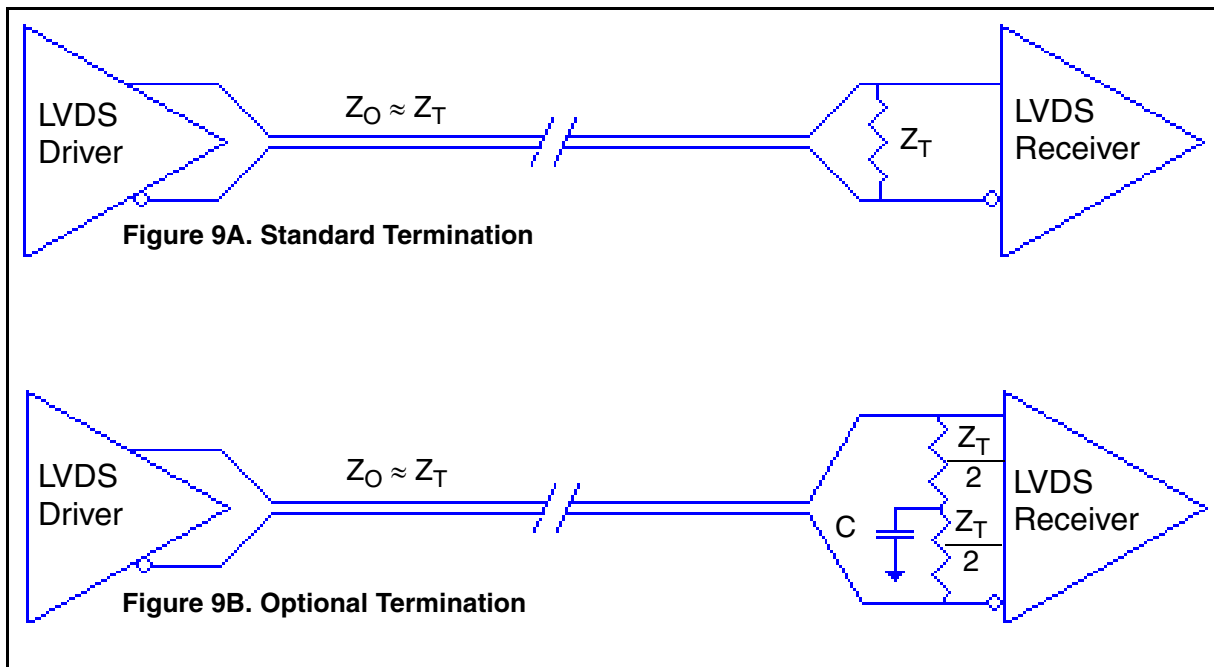 LVDS
Driver
Z_O ≈ Z_T
Z_T
LVDS
Receiver
Figure 9A. Standard Termination
LVDS
Driver
Z_O ≈ Z_T
C
Z_T
2
Z_T
2
LVDS
Receiver
Figure 9B. Optional Termination